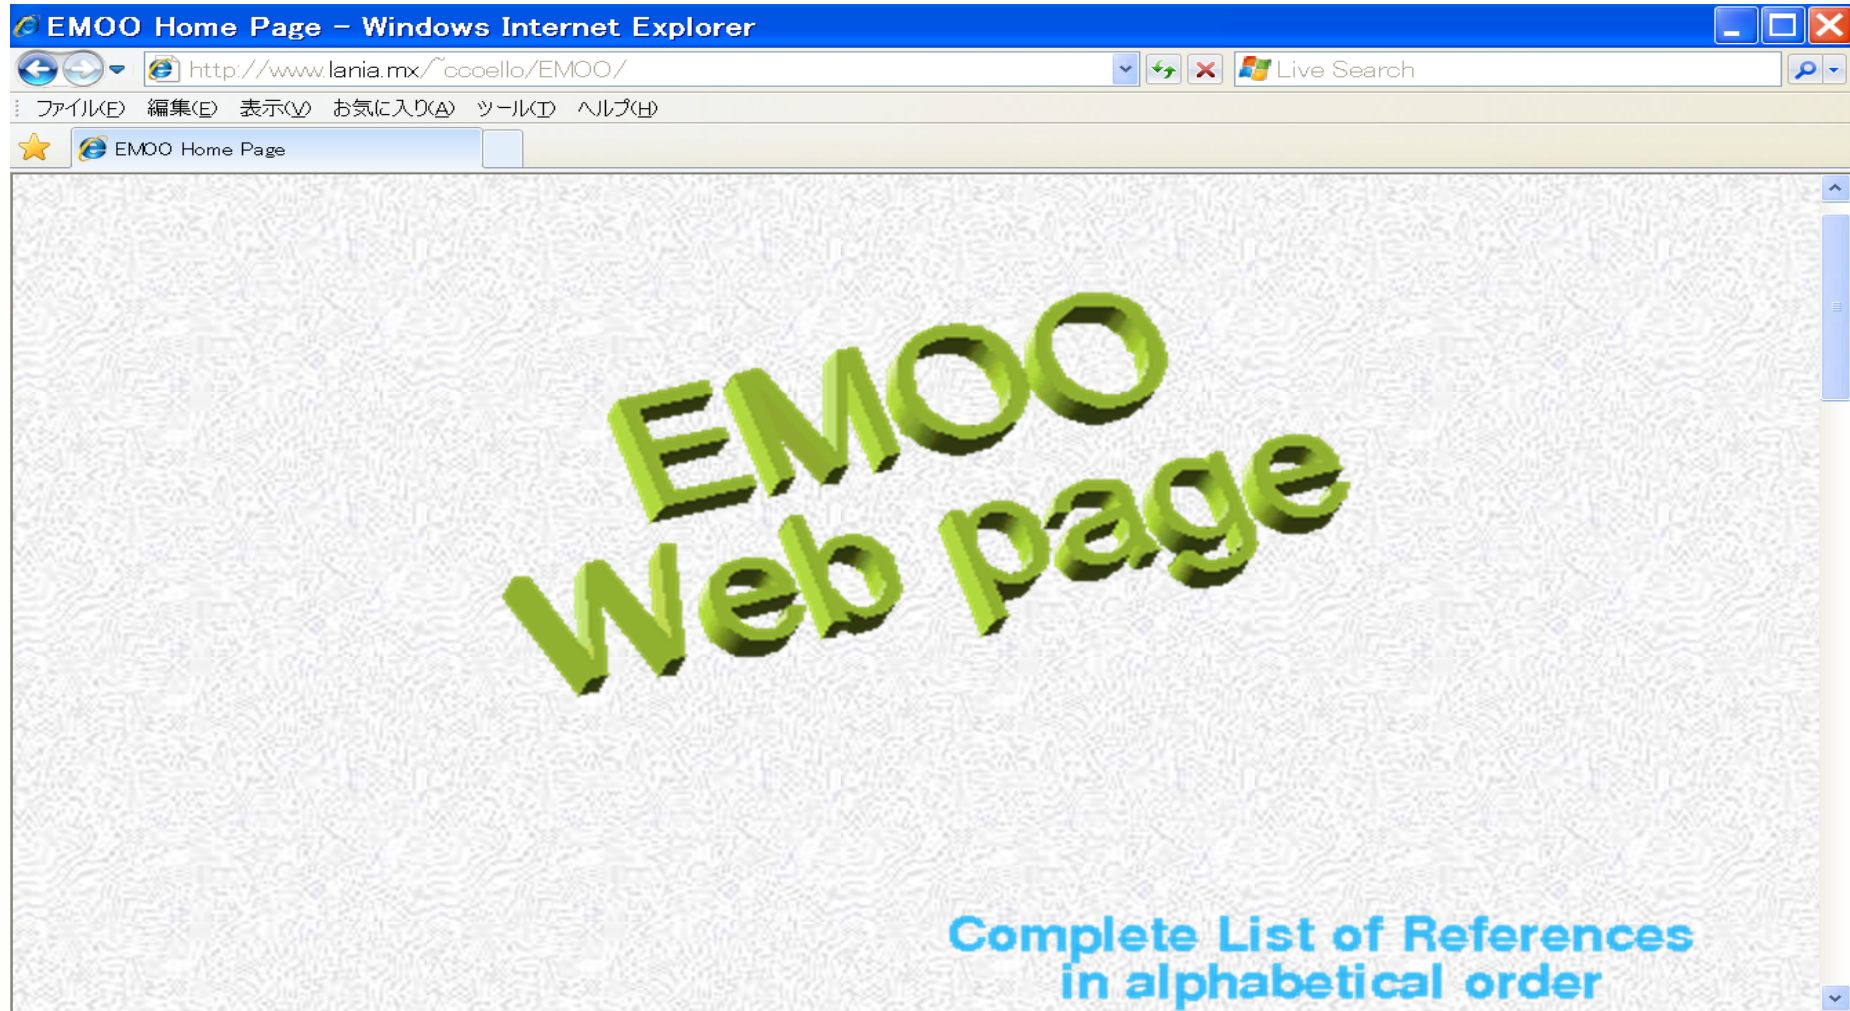 EMOO Home Page - Windows Internet Explorer
http://www.lania.mx/~ccoello/EMOO/
Live Search
ファイル(F) 編集(E) 表示(V) お気に入り(A) ツール(T) ヘルプ(H)
EMOO Home Page
EMOO
Web page
Complete List of References
in alphabetical order